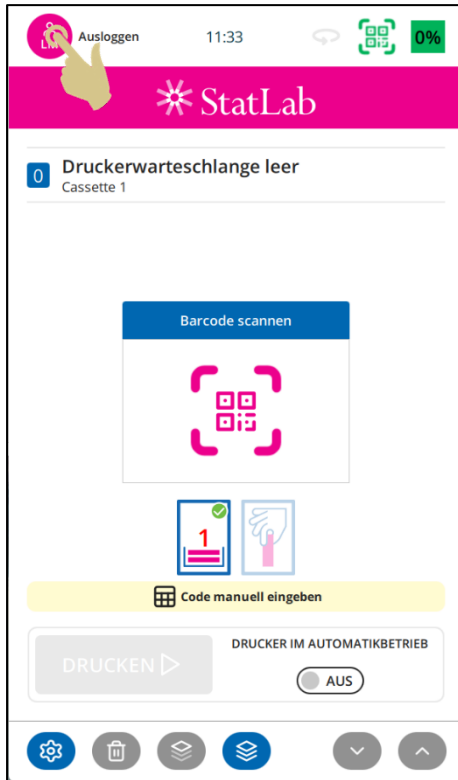 LM
Ausloggen
11:33
0%
StatLab
0
Druckerwarteschlange leer
Cassette 1
Barcode scannen
1
Code manuell eingeben
DRUCKEN
DRUCKER IM AUTOMATIKBETRIEB
AUS